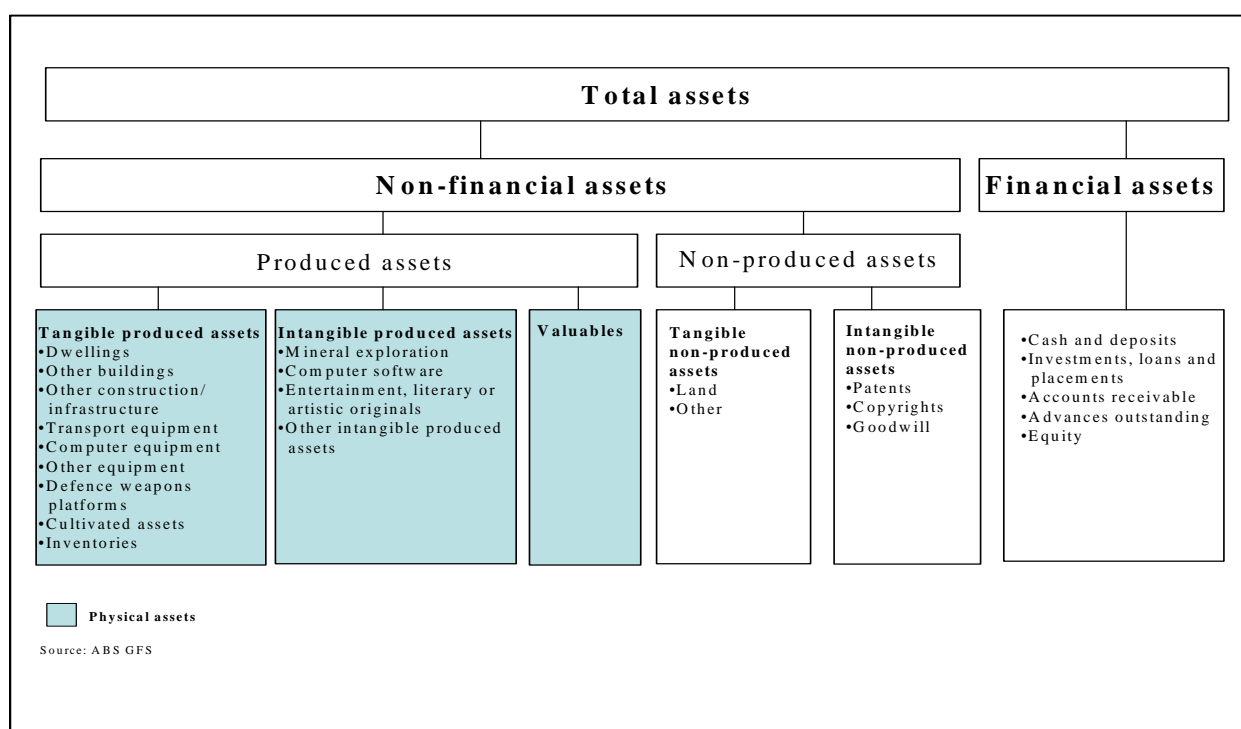 Total assets
Non-financial assets
Financial assets
Produced assets
Non-produced assets
Tangible produced assets
•Dwellings
•Other buildings
•Other construction/
infrastructure
•Transport equipment
•Computer equipment
•Other equipment
•Defence weapons
platforms
•Cultivated assets
•Inventories
Intangible produced assets
•Mineral exploration
•Computer software
•Entertainment, literary or
artistic originals
•Other intangible produced
assets
Valuables
Tangible
non-produced
assets
•Land
•Other
Intangible
non-produced
assets
•Patents
•Copyrights
•Goodwill
•Cash and deposits
•Investments, loans and
placements
•Accounts receivable
•Advances outstanding
•Equity
Physical assets
Source: ABS GFS